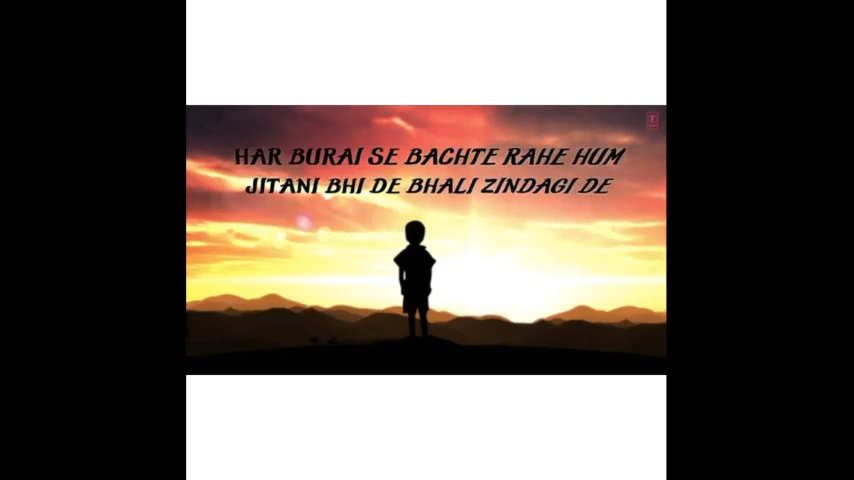 HAR BURAI SE BACHTE RAHE HUM
JITANI BHI DE BHALI ZINDAGI DE